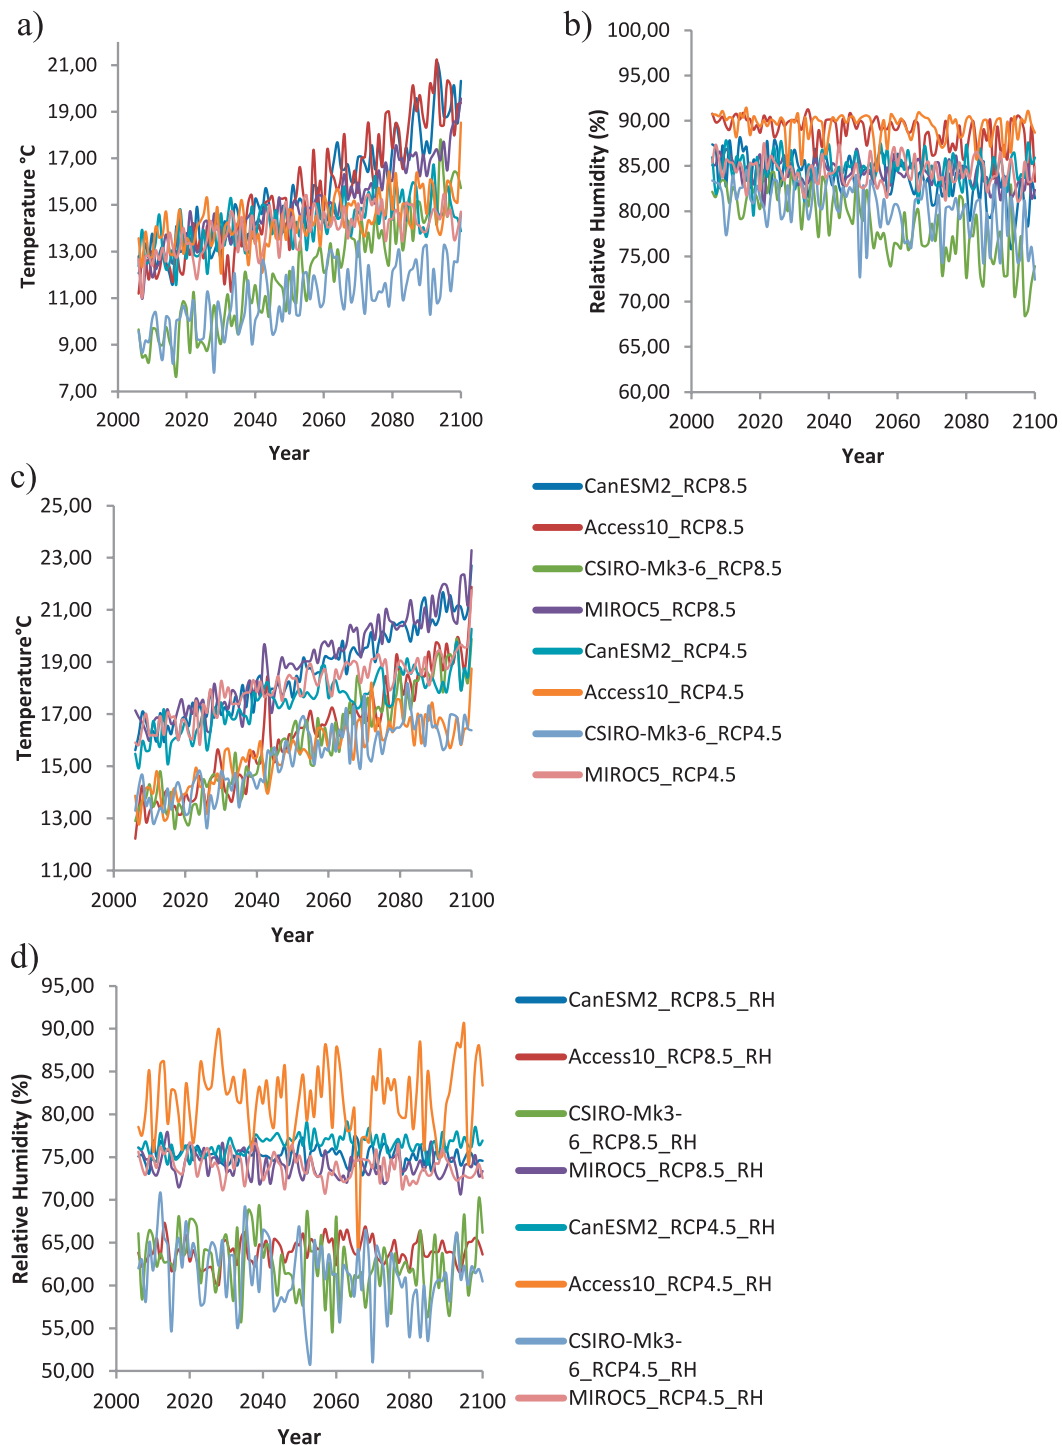 a)
21,00
19,00
17,00
15,00
13,00
11,00
9,00
7,00
Temperature °C
2000 2020 2040 2060 2080 2100
Year
b)
100,00
95,00
90,00
85,00
80,00
75,00
70,00
65,00
60,00
Relative Humidity (%)
2000 2020 2040 2060 2080 2100
Year
c)
25,00
23,00
21,00
19,00
17,00
15,00
13,00
11,00
Temperature°C
2000 2020 2040 2060 2080 2100
Year
CanESM2_RCP8.5
Access10_RCP8.5
CSIRO-Mk3-6_RCP8.5
MIROC5_RCP8.5
CanESM2_RCP4.5
Access10_RCP4.5
CSIRO-Mk3-6_RCP4.5
MIROC5_RCP4.5
d)
95,00
90,00
85,00
80,00
75,00
70,00
65,00
60,00
55,00
50,00
Relative Humidity (%)
2000 2020 2040 2060 2080 2100
Year
CanESM2_RCP8.5_RH
Access10_RCP8.5_RH
CSIRO-Mk3-
6_RCP8.5_RH
MIROC5_RCP8.5_RH
CanESM2_RCP4.5_RH
Access10_RCP4.5_RH
CSIRO-Mk3-
6_RCP4.5_RH
MIROC5_RCP4.5_RH